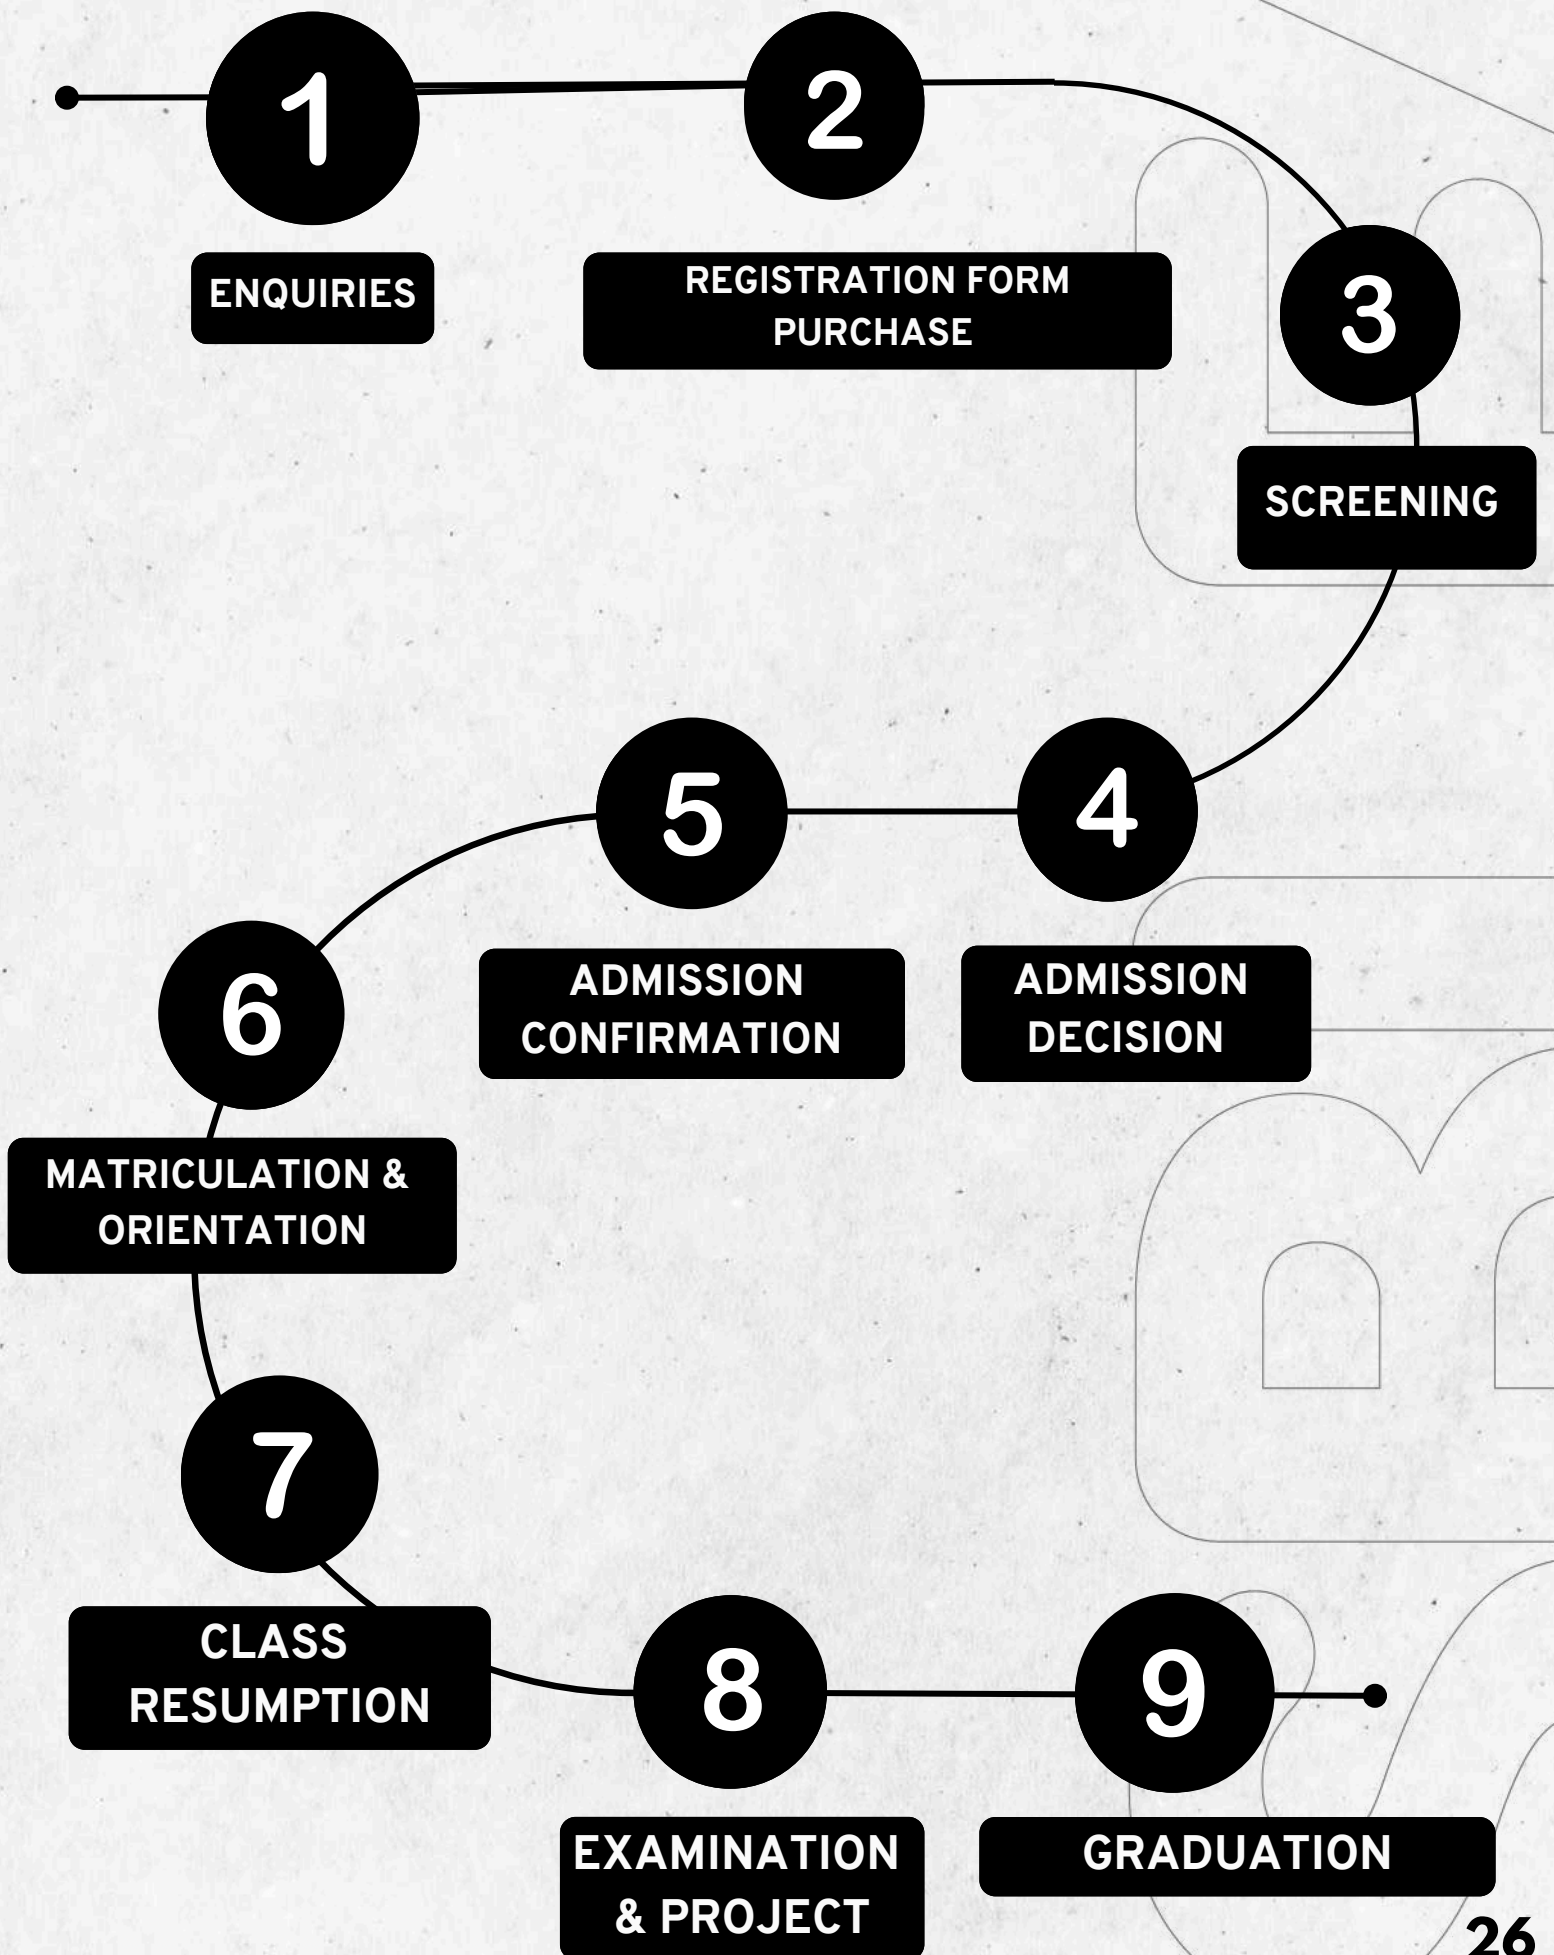 1
ENQUIRIES
2
REGISTRATION FORM
PURCHASE
3
SCREENING
4
ADMISSION
DECISION
5
ADMISSION
CONFIRMATION
6
MATRICULATION &
ORIENTATION
7
CLASS
RESUMPTION
8
EXAMINATION
& PROJECT
9
GRADUATION
26